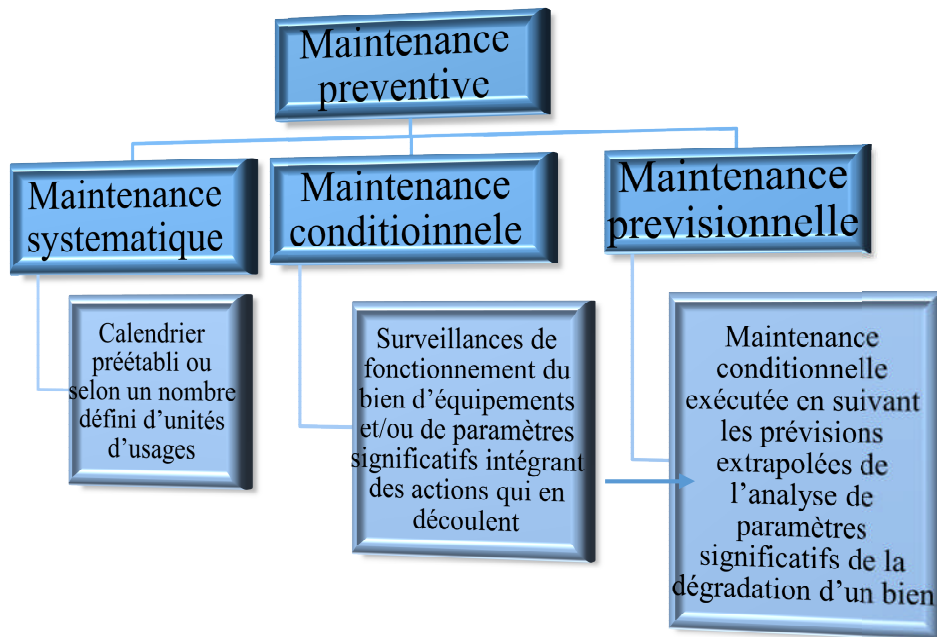 Maintenance
preventive
Maintenance
systematique
Maintenance
conditioinnele
Maintenance
previsionnelle
Calendrier
préétabli ou
selon un nombre
défini d'unités
d'usages
Surveillances de
fonctionnement du
bien d'équipements
et/ou de paramètres
significatifs intégrant
des actions qui en
découlent
Maintenance
conditionnelle
exécutée en suivant
les prévisions
extrapolées de
l'analyse de
paramètres
significatifs de la
dégradation d'un bien